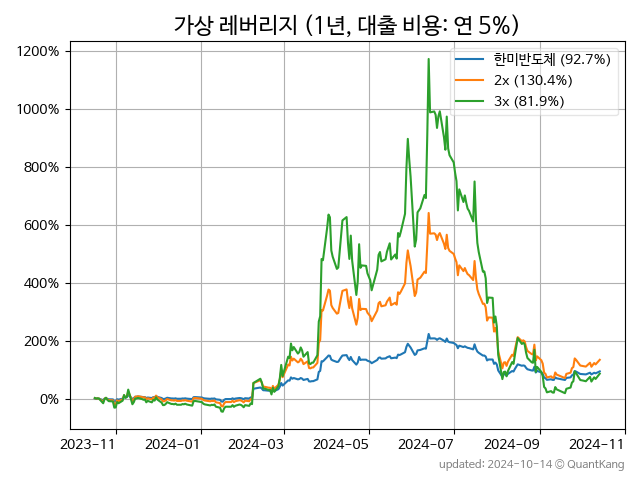 가상 레버리지 (1년, 대출 비용: 연 5%)
한미반도체 (92.7%)
2x (130.4%)
3x (81.9%)
1200%
1000%
800%
600%
400%
200%
0%
2023-11 2024-01 2024-03 2024-05 2024-07 2024-09 2024-11
updated: 2024-10-14 © QuantKang